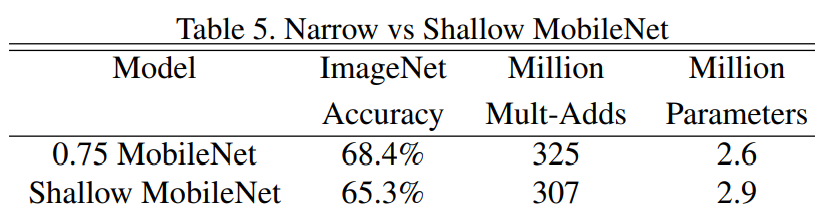 Table 5. Narrow vs Shallow MobileNet
Model ImageNet Million Million
Accuracy Mult-Adds Parameters
0.75 MobileNet 68.4% 325 2.6
Shallow MobileNet 65.3% 307 2.9